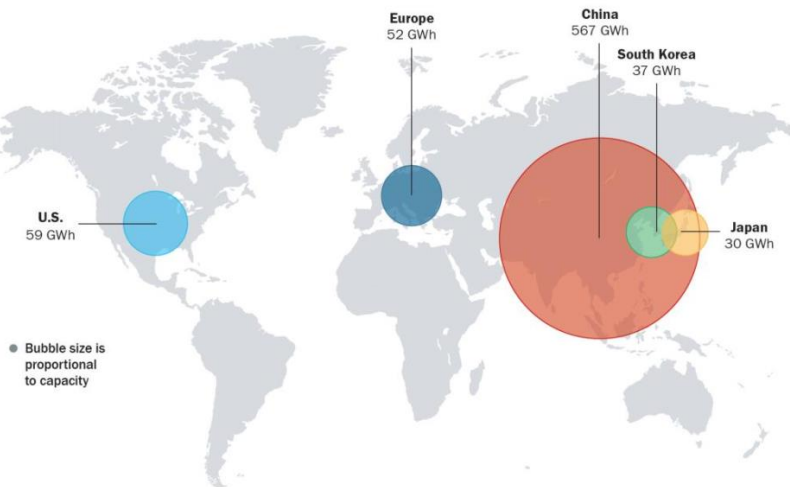 Europe
52 GWh
China
567 GWh
South Korea
37 GWh
U.S.
59 GWh
Japan
30 GWh
Bubble size is
proportional
to capacity